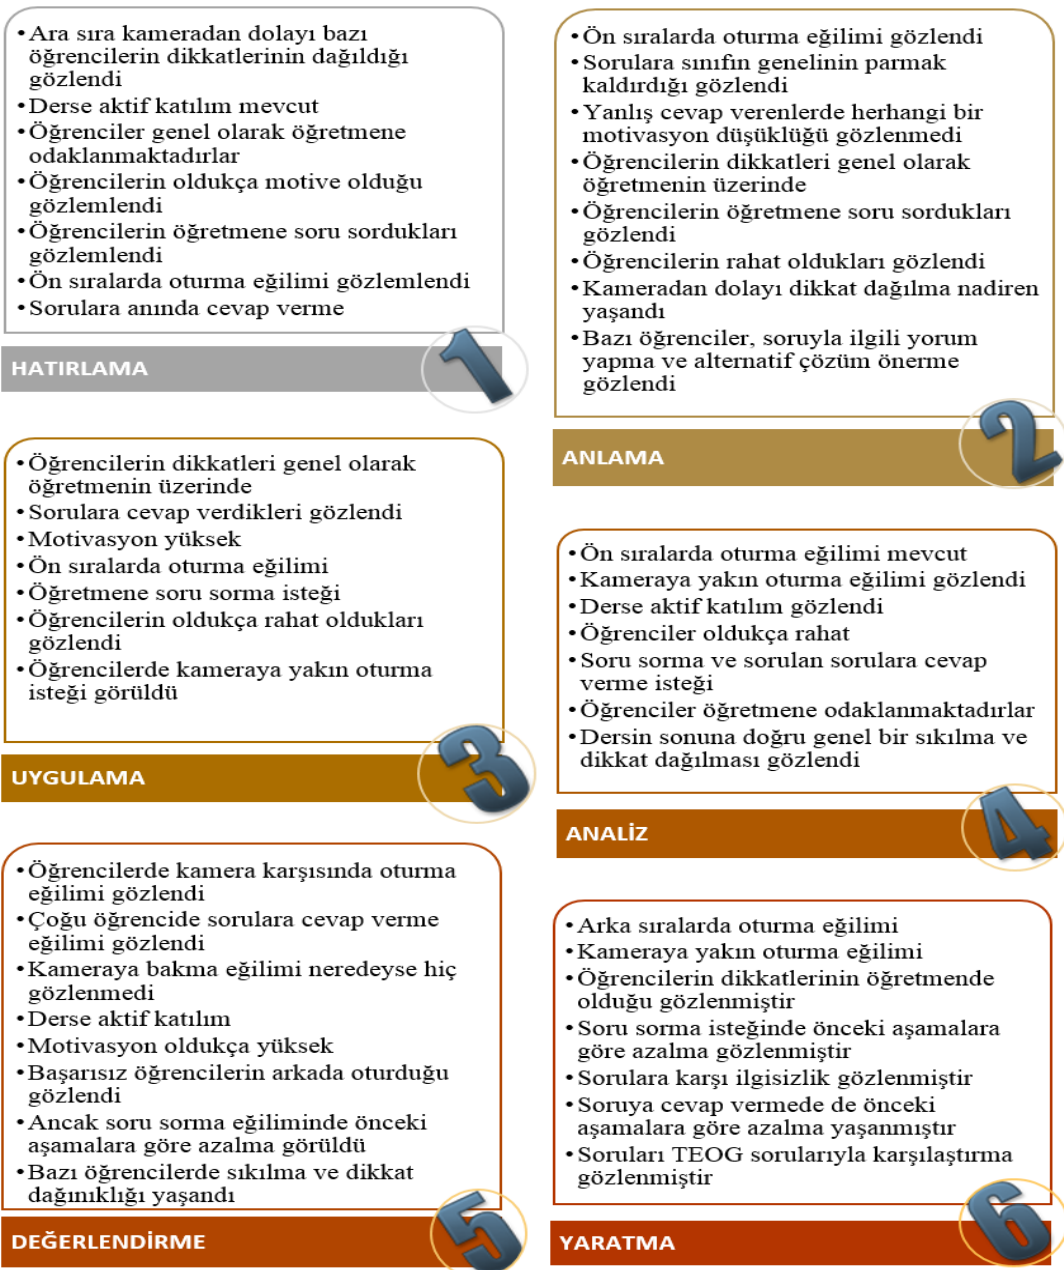 •Ara sıra kameradan dolayı bazı
öğrencilerin dikkatlerinin dağıldığı
gözlendi
•Derse aktif katılım mevcut
•Öğrenciler genel olarak öğretmene
odaklanmaktadırlar
•Öğrencilerin oldukça motive olduğu
gözlemlendi
•Öğrencilerin öğretmene soru sordukları
gözlemlendi
•Ön sıralarda oturma eğilimi gözlemlendi
•Sorulara anında cevap verme
HATIRLAMA
1
•Ön sıralarda oturma eğilimi gözlendi
•Sorulara sınıfın genelinin parmak
kaldırdığı gözlendi
•Yanlış cevap verenlerde herhangi bir
motivasyon düşüklüğü gözlenmedi
•Öğrencilerin dikkatleri genel olarak
öğretmenin üzerinde
•Öğrencilerin öğretmene soru sordukları
gözlendi
•Öğrencilerin rahat oldukları gözlendi
•Kameradan dolayı dikkat dağılma nadiren
yaşandı
•Bazı öğrenciler, soruyla ilgili yorum
yapma ve alternatif çözüm önerme
gözlendi
ANLAMA
2
•Öğrencilerin dikkatleri genel olarak
öğretmenin üzerinde
•Sorulara cevap verdikleri gözlendi
•Motivasyon yüksek
•Ön sıralarda oturma eğilimi
•Öğretmene soru sorma isteği
•Öğrencilerin oldukça rahat oldukları
gözlendi
•Öğrencilerde kameraya yakın oturma
isteği görüldü
UYGULAMA
3
•Ön sıralarda oturma eğilimi mevcut
•Kameraya yakın oturma eğilimi gözlendi
•Derse aktif katılım gözlendi
•Öğrenciler oldukça rahat
•Soru sorma ve sorulan sorulara cevap
verme isteği
•Öğrenciler öğretmene odaklanmaktadırlar
•Dersin sonuna doğru genel bir sıkılma ve
dikkat dağılması gözlendi
ANALİZ
4
•Öğrencilerde kamera karşısında oturma
eğilimi gözlendi
•Çoğu öğrencide sorulara cevap verme
eğilimi gözlendi
•Kameraya bakma eğilimi neredeyse hiç
gözlenmedi
•Derse aktif katılım
•Motivasyon oldukça yüksek
•Başarısız öğrencilerin arkada oturduğu
gözlendi
•Ancak soru sorma eğiliminde önceki
aşamalara göre azalma görüldü
•Bazı öğrencilerde sıkılma ve dikkat
dağınıklığı yaşandı
DEĞERLENDİRME
5
•Arka sıralarda oturma eğilimi
•Kameraya yakın oturma eğilimi
•Öğrencilerin dikkatlerinin öğretmende
olduğu gözlenmiştir
•Soru sorma isteğinde önceki aşamalara
göre azalma gözlenmiştir
•Sorulara karşı ilgisizlik gözlenmiştir
•Soruya cevap vermede de önceki
aşamalara göre azalma yaşanmıştır
•Soruları TEOG sorularıyla karşılaştırma
gözlenmiştir
YARATMA
6